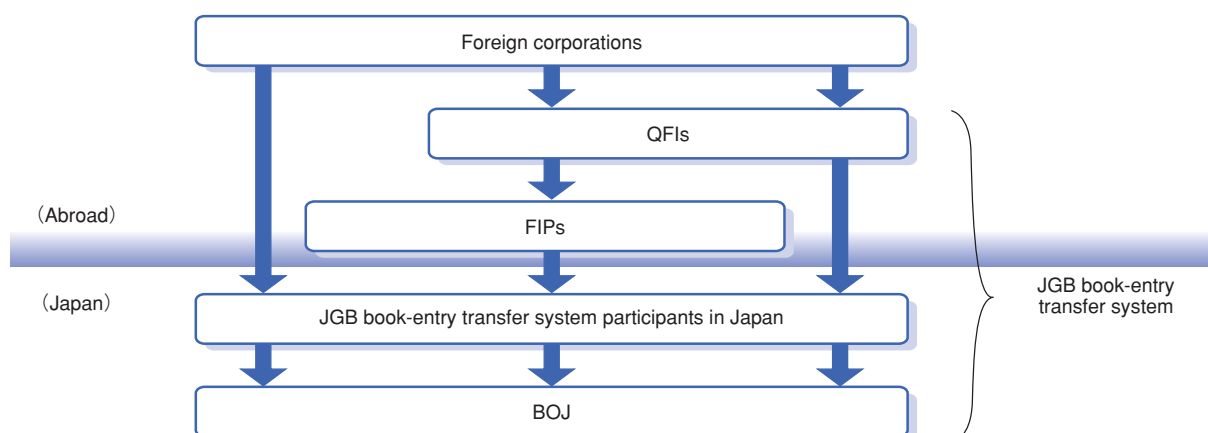 Foreign corporations
QFIs
（Abroad）
FIPs
（Japan）
JGB book-entry transfer system participants in Japan
JGB book-entry
transfer system
BOJ